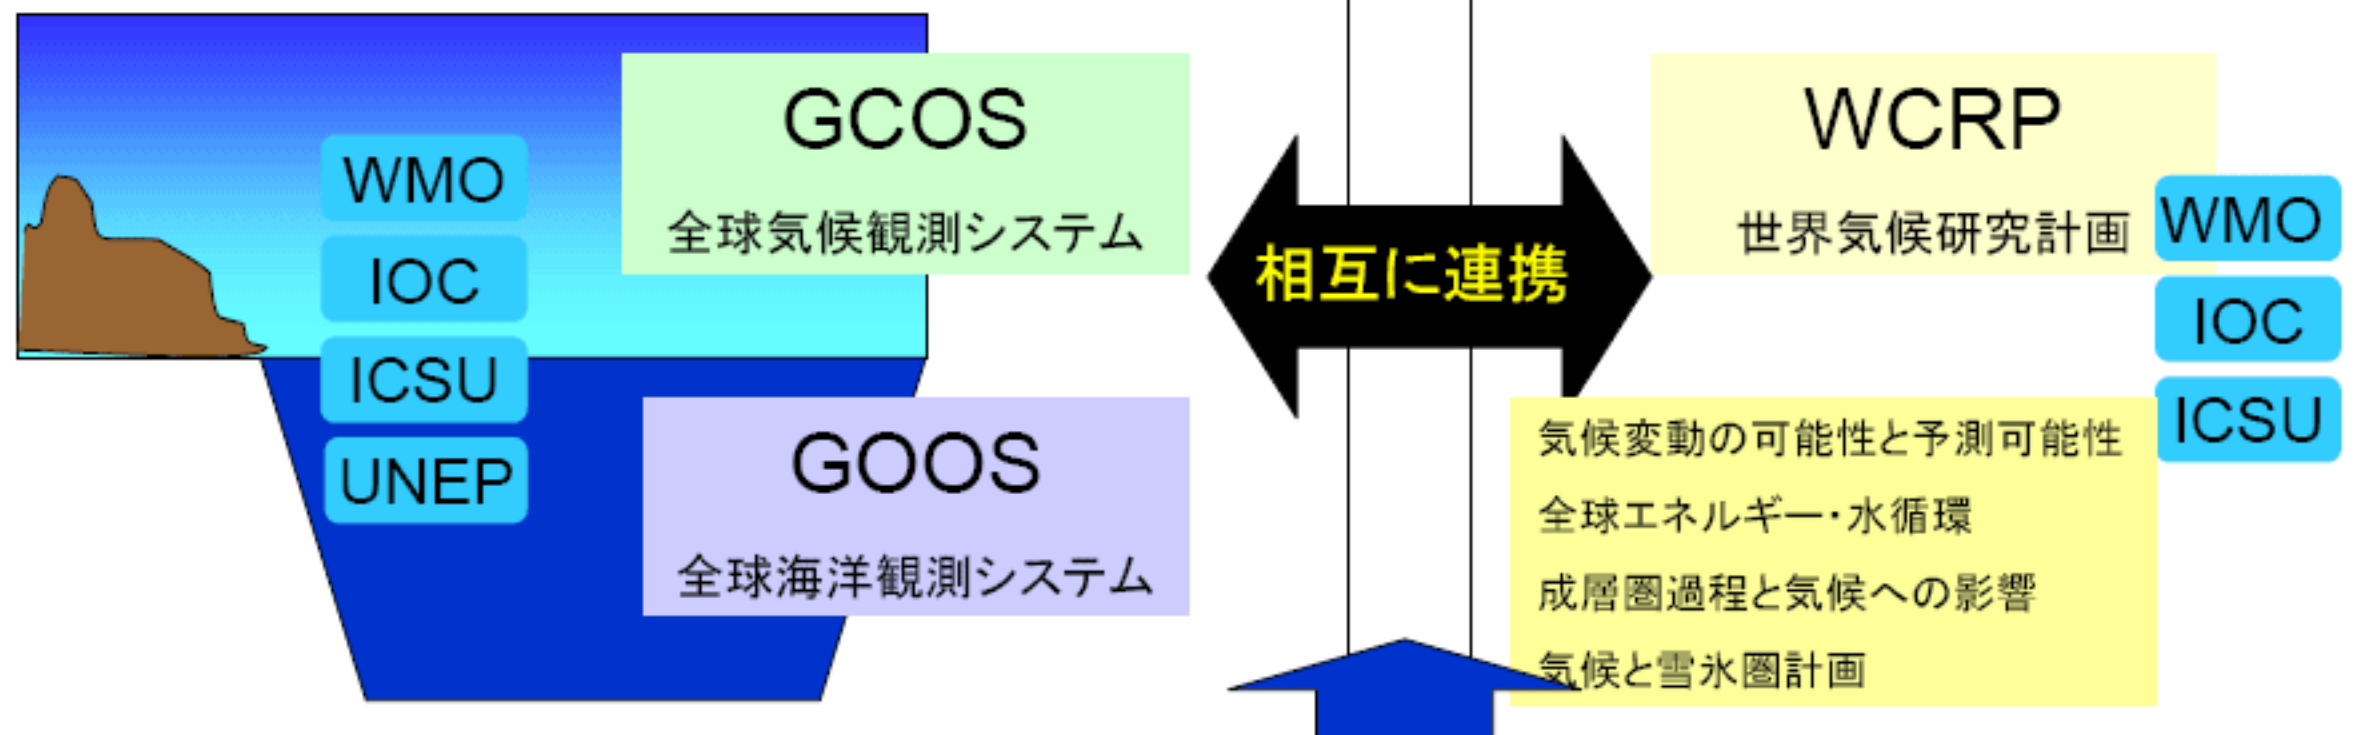 WMO
IOC
ICSU
UNEP
GCOS
全球気候観測システム
GOOS
全球海洋観測システム
相互に連携
WCRP
世界気候研究計画
WMO
IOC
ICSU
気候変動の可能性と予測可能性
全球エネルギー・水循環
成層圏過程と気候への影響
気候と雪氷圏計画